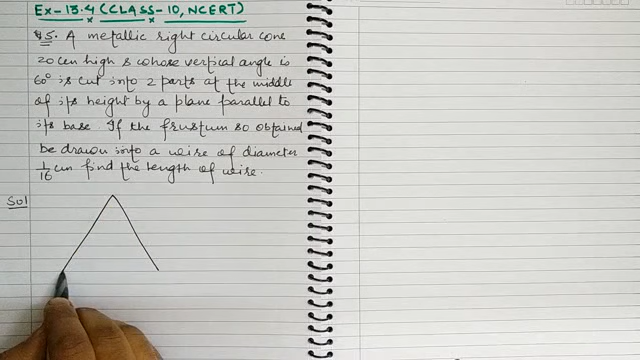 Ex-13.4 (CLASS-10, NCERT)
Q5. A metallic right circular cone
20 cm high & whose vertical angle is
60° is cut into 2 parts at the middle
of its height by a plane parallel to
its base. If the frustum so obtained
be drawn into a wire of diameter
1/16 cm find the length of wire.
Sol